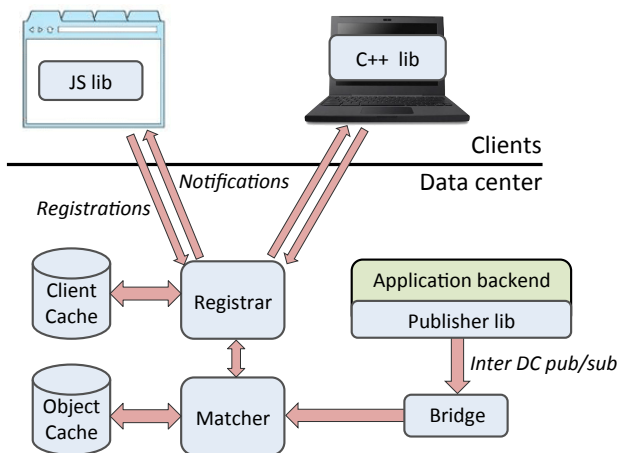 JS lib
C++ lib
Clients
Data center
Notifications
Registrations
Client
Cache
Registrar
Application backend
Publisher lib
Inter DC pub/sub
Object
Cache
Matcher
Bridge